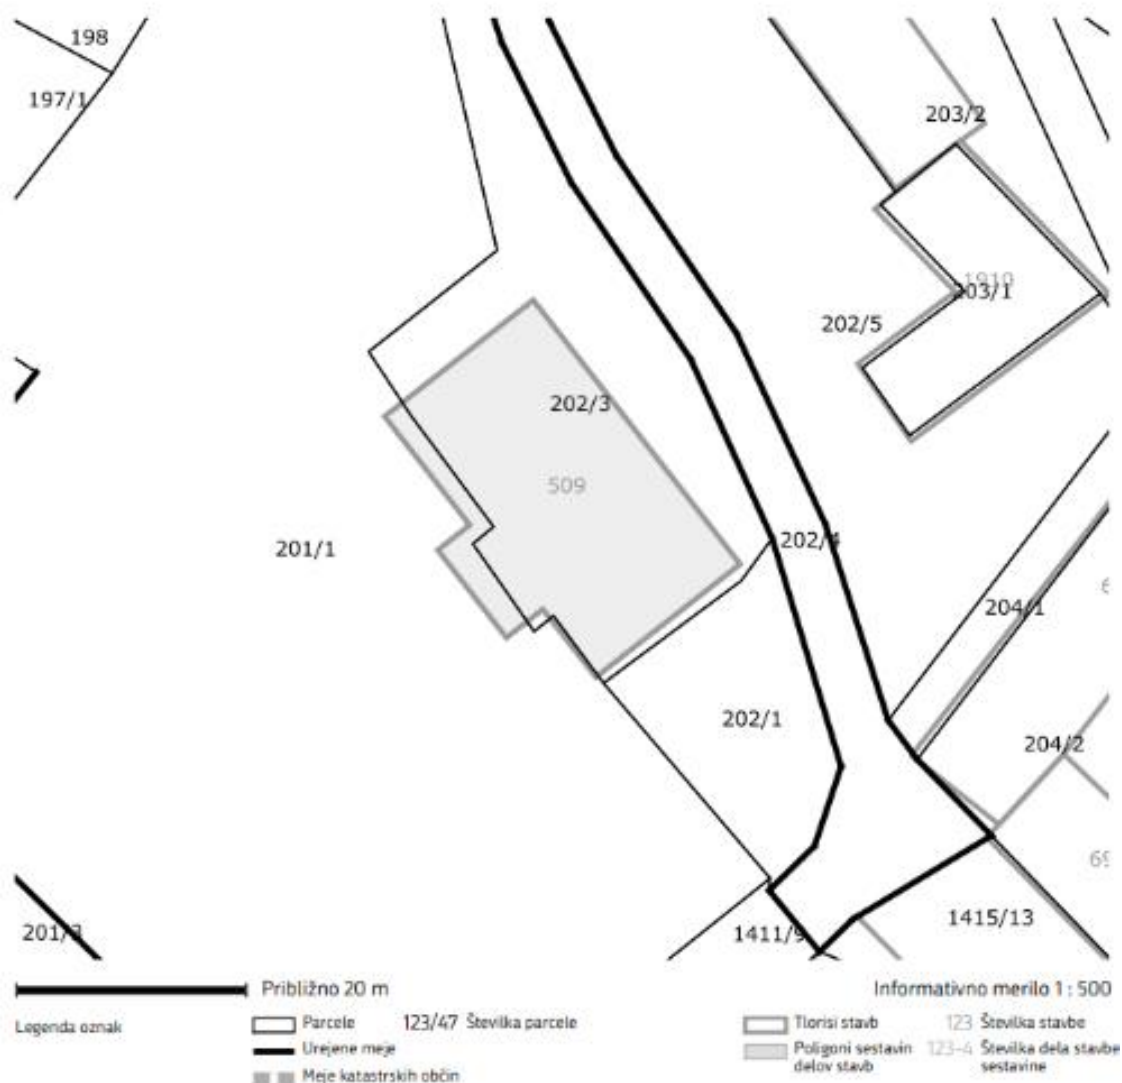 198
197/1
203/2
1910
203/1
202/5
202/3
509
201/1
202/4
204/1
202/1
204/2
69
201/3
1411/9
1415/13
Približno 20 m
Informativno merilo 1 : 500
Legenda oznak
Parcele 123/47 Številka parcele
Urejene meje
Meje katastrskih občin
Tlorisi stavb 123 Številka stavbe
Poligoni sestavin delov stavb 123-4 Številka dela stavbe sestavine